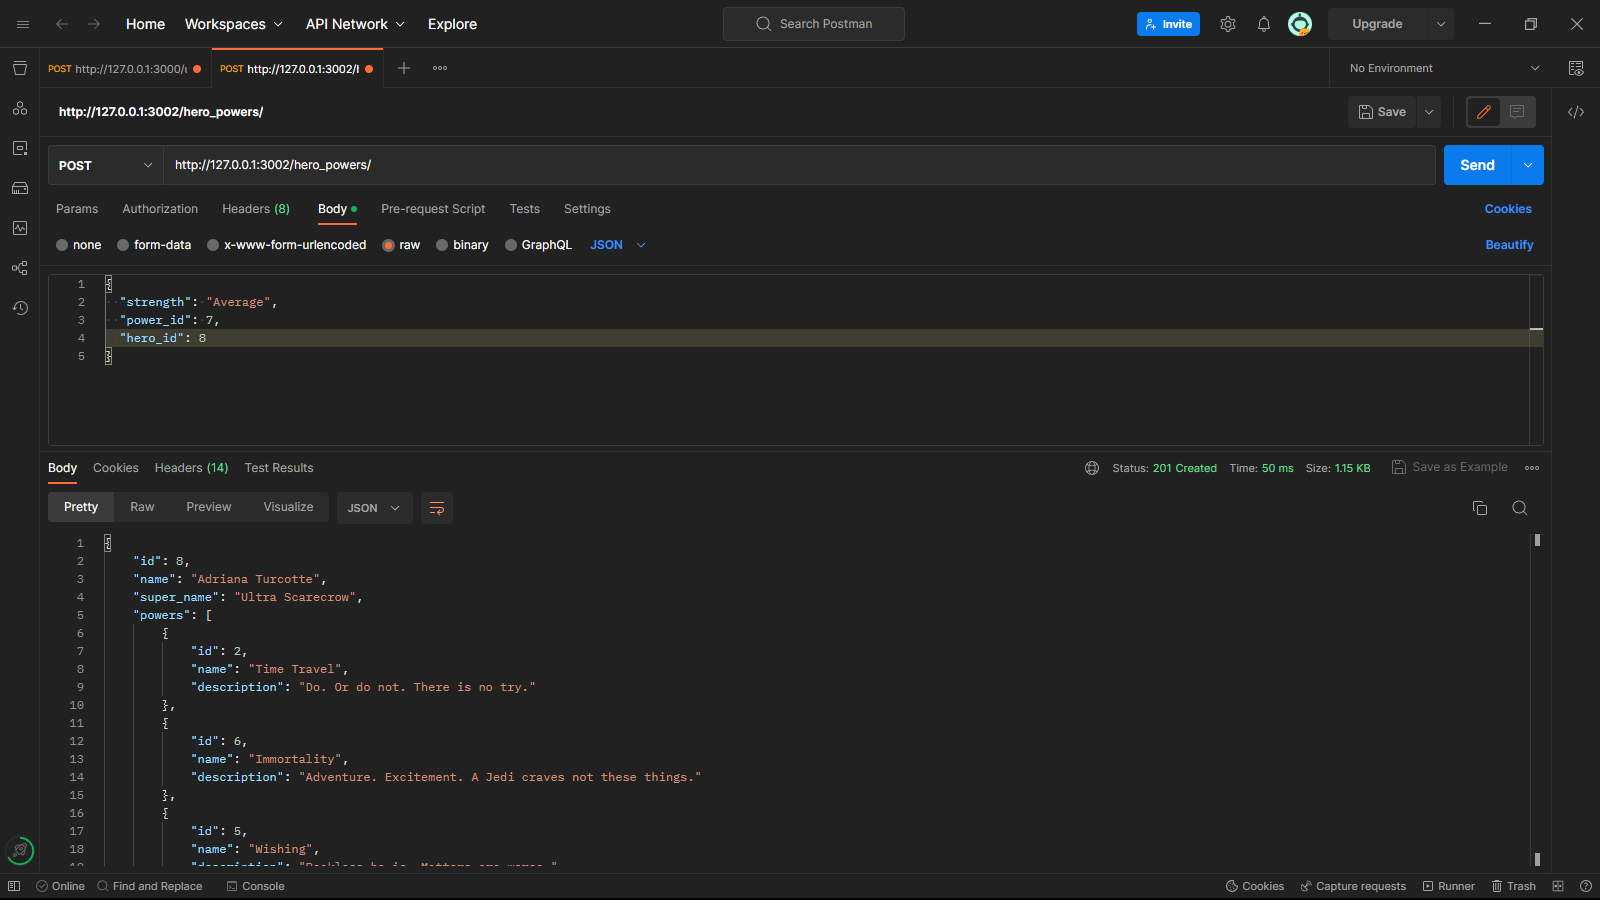 Home Workspaces API Network Explore Search Postman Invite Upgrade
POST http://127.0.0.1:3000/ POST http://127.0.0.1:3002/ No Environment
http://127.0.0.1:3002/hero_powers/ Save
POST http://127.0.0.1:3002/hero_powers/ Send
Params Authorization Headers (8) Body Pre-request Script Tests Settings Cookies
none form-data x-www-form-urlencoded raw binary GraphQL JSON Beautify
1 {
2 "strength": "Average",
3 "power_id": 7,
4 "hero_id": 8
5 }
Body Cookies Headers (14) Test Results Status: 201 Created Time: 50 ms Size: 1.15 KB Save as Example
Pretty Raw Preview Visualize JSON
1 {
2 "id": 8,
3 "name": "Adriana Turcotte",
4 "super_name": "Ultra Scarecrow",
5 "powers": [
6 {
7 "id": 2,
8 "name": "Time Travel",
9 "description": "Do. Or do not. There is no try."
10 },
11 {
12 "id": 6,
13 "name": "Immortality",
14 "description": "Adventure. Excitement. A Jedi craves not these things."
15 },
16 {
17 "id": 5,
18 "name": "Wishing",
Online Find and Replace Console Cookies Capture requests Runner Trash